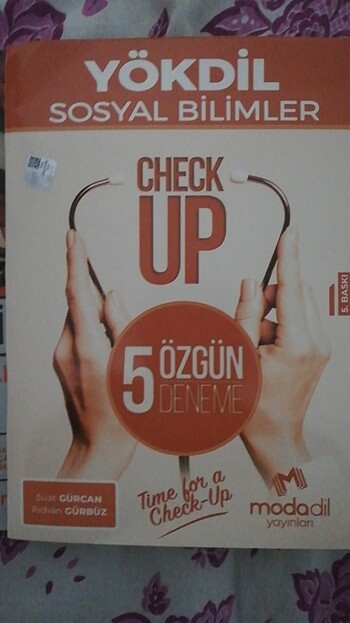 YÖKDİL
SOSYAL BİLİMLER
CHECK
UP
5. BASKI
5 ÖZGÜN
DENEME
Suat GÜRCAN
Rıdvan GÜRBÜZ
Time for a
Check-Up
modadil
yayınları